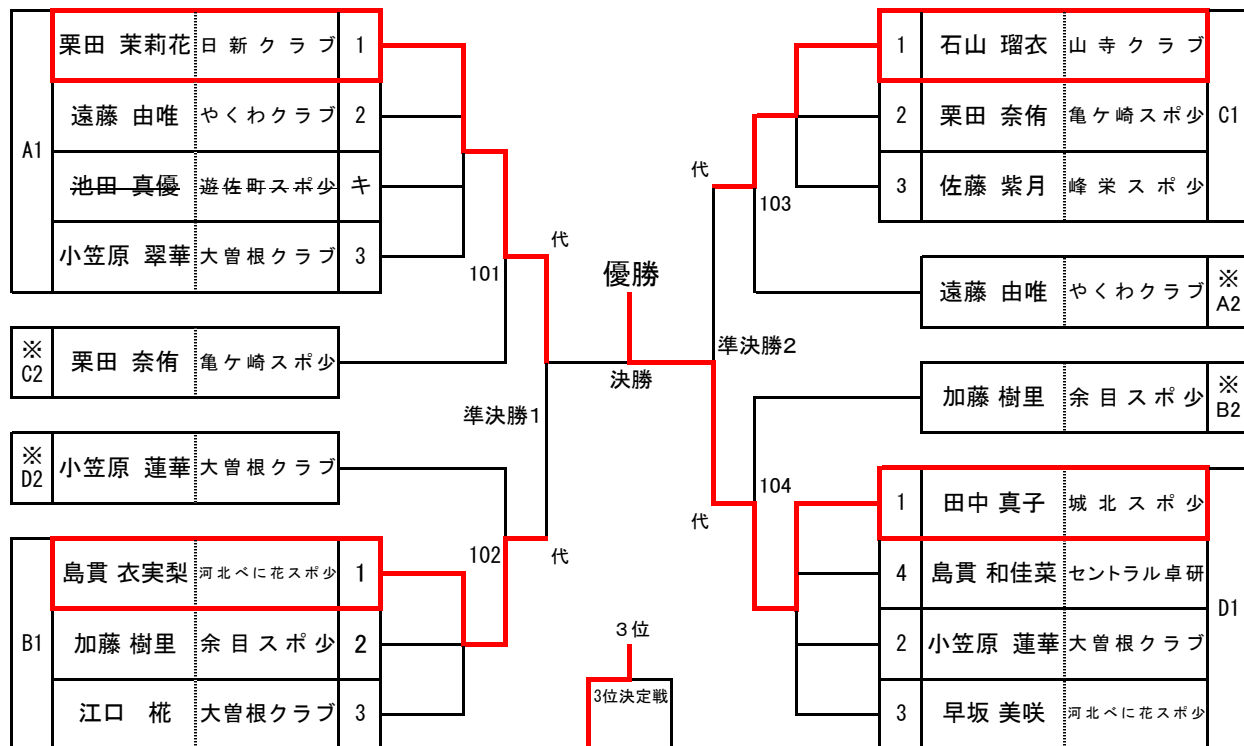 A1
栗田 茉莉花 日新クラブ 1
遠藤 由唯 やくわクラブ 2
池田 真優 遊佐町スポ少 キ
小笠原 翠華 大曽根クラブ 3
※C2 栗田 奈侑 亀ケ崎スポ少
※D2 小笠原 蓮華 大曽根クラブ
B1
島貫 衣実梨 河北べに花スポ少 1
加藤 樹里 余目スポ少 2
江口 椛 大曽根クラブ 3
101
代
準決勝1
102
代
優勝
決勝
3位
3位決定戦
代
103
準決勝2
104
代
C1
1 石山 瑠衣 山寺クラブ
2 栗田 奈侑 亀ケ崎スポ少
3 佐藤 紫月 峰栄スポ少
遠藤 由唯 やくわクラブ ※A2
加藤 樹里 余目スポ少 ※B2
D1
1 田中 真子 城北スポ少
4 島貫 和佳菜 セントラル卓研
2 小笠原 蓮華 大曽根クラブ
3 早坂 美咲 河北べに花スポ少